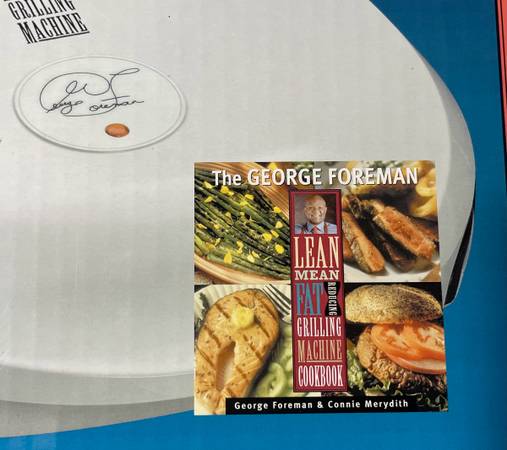 GRILLING
MACHINE
George Foreman
The GEORGE FOREMAN
LEAN
MEAN
FAT REDUCING
GRILLING
MACHINE
COOKBOOK
George Foreman & Connie Merydith